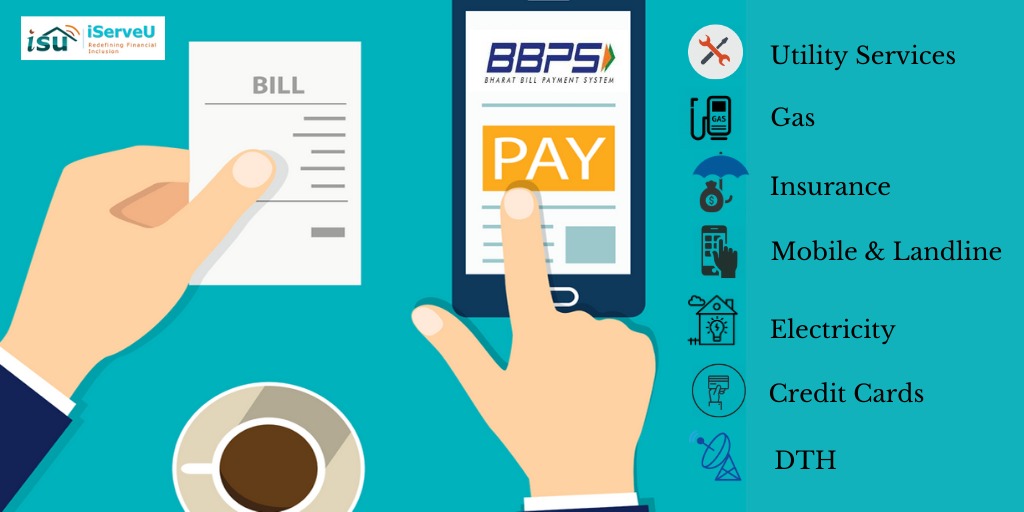 isu
iServeU
Redefining Financial
Inclusion
BILL
BBPS
BHARAT BILL PAYMENT SYSTEM
PAY
Utility Services
GAS
Gas
$
Insurance
Mobile & Landline
Electricity
Credit Cards
DTH